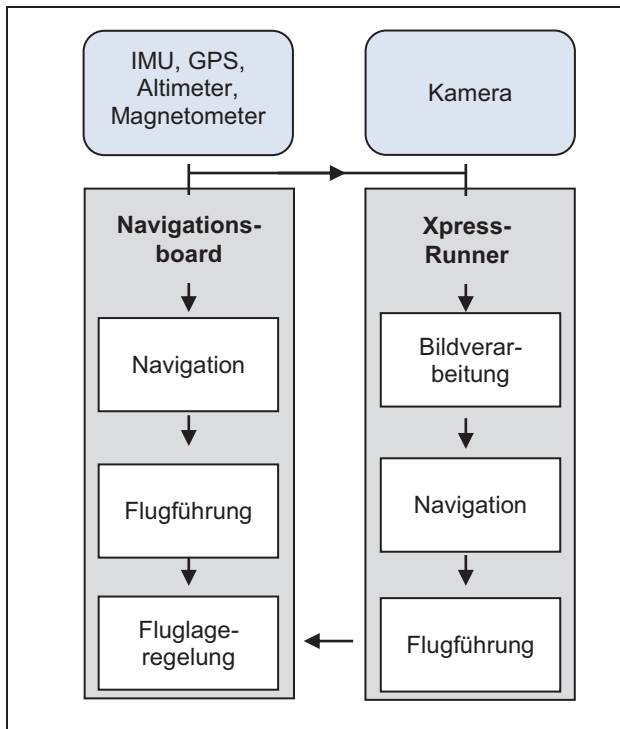 IMU, GPS,
Altimeter,
Magnetometer
Kamera
Navigations-
board
Navigation
Flugführung
Fluglage-
regelung
Xpress-
Runner
Bildverar-
beitung
Navigation
Flugführung